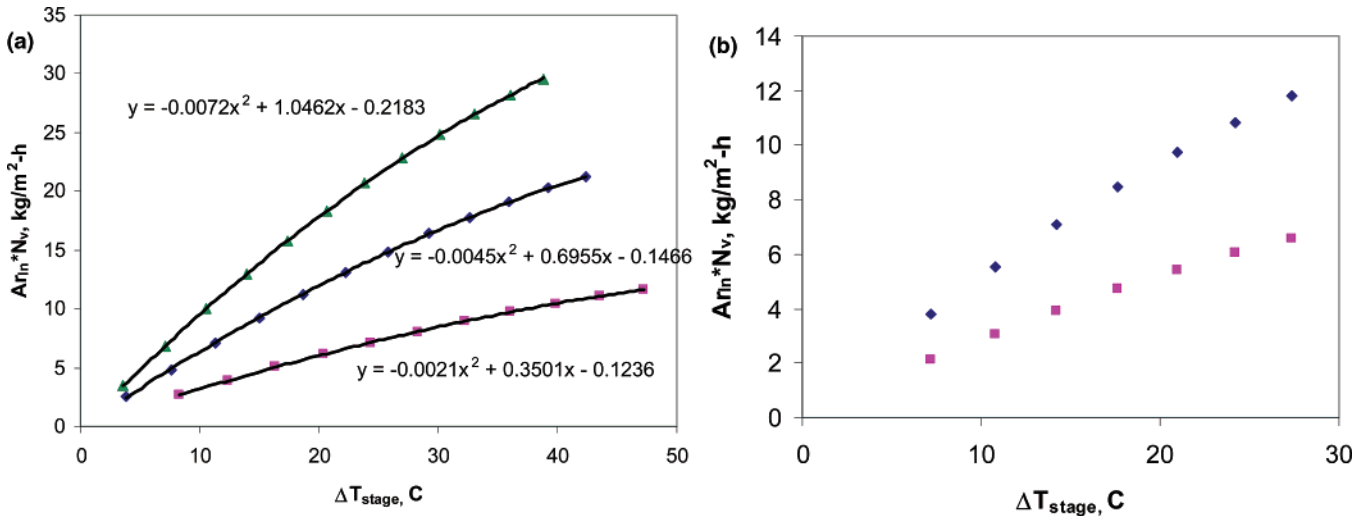 (a)
35
30
25
20
15
10
5
0
Ar_ln*N_v, kg/m²-h
y = -0.0072x² + 1.0462x - 0.2183
y = -0.0045x² + 0.6955x - 0.1466
y = -0.0021x² + 0.3501x - 0.1236
0 10 20 30 40 50
ΔT_stage, C
(b)
14
12
10
8
6
4
2
0
Ar_ln*N_v, kg/m²-h
0 10 20 30
ΔT_stage, C